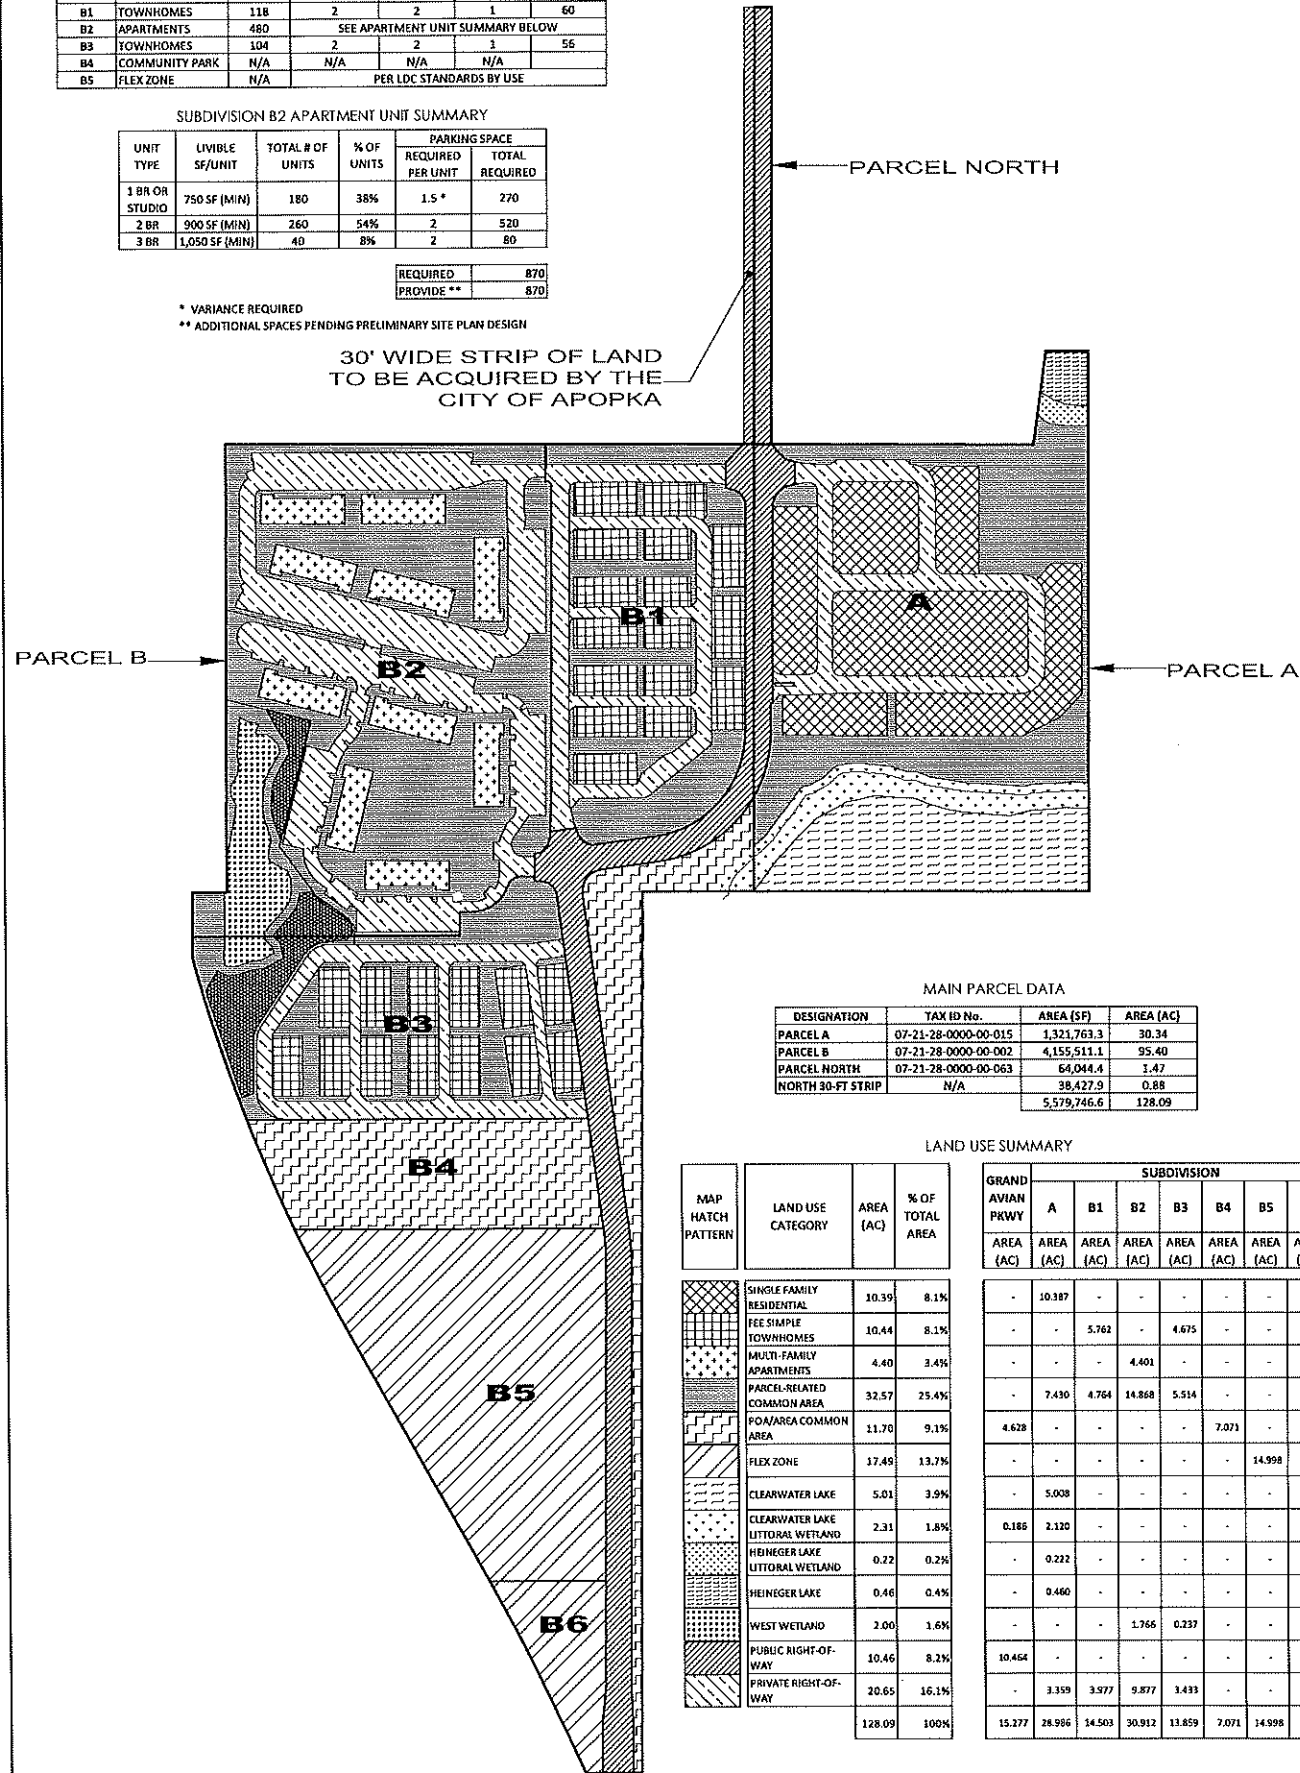 B1 TOWNHOMES 118 2 2 1 60
B2 APARTMENTS 480 SEE APARTMENT UNIT SUMMARY BELOW
B3 TOWNHOMES 104 2 2 1 56
B4 COMMUNITY PARK N/A N/A N/A N/A
B5 FLEX ZONE N/A PER LDC STANDARDS BY USE
SUBDIVISION B2 APARTMENT UNIT SUMMARY
UNIT TYPE LIVIBLE SF/UNIT TOTAL # OF UNITS % OF UNITS PARKING SPACE REQUIRED PER UNIT TOTAL REQUIRED
1 BR OR STUDIO 750 SF (MIN) 180 38% 1.5 * 270
2 BR 900 SF (MIN) 260 54% 2 520
3 BR 1,050 SF (MIN) 40 8% 2 80
REQUIRED 870
PROVIDE ** 870
* VARIANCE REQUIRED
** ADDITIONAL SPACES PENDING PRELIMINARY SITE PLAN DESIGN
PARCEL NORTH
30' WIDE STRIP OF LAND
TO BE ACQUIRED BY THE
CITY OF APOPKA
A
B1
B2
PARCEL B
PARCEL A
B3
B4
B5
B6
MAIN PARCEL DATA
DESIGNATION TAX ID No. AREA (SF) AREA (AC)
PARCEL A 07-21-28-0000-00-015 1,321,763.3 30.34
PARCEL B 07-21-28-0000-00-002 4,155,511.1 95.40
PARCEL NORTH 07-21-28-0000-00-063 64,044.4 1.47
NORTH 30-FT STRIP N/A 38,427.9 0.88
5,579,746.6 128.09
LAND USE SUMMARY
MAP HATCH PATTERN LAND USE CATEGORY AREA (AC) % OF TOTAL AREA GRAND AVIAN PKWY SUBDIVISION
A B1 B2 B3 B4 B5
AREA (AC) AREA (AC) AREA (AC) AREA (AC) AREA (AC) AREA (AC) AREA (AC)
SINGLE FAMILY RESIDENTIAL 10.39 8.1% - 10.387 - - - - -
FEE SIMPLE TOWNHOMES 10.44 8.1% - - 5.762 - 4.675 - -
MULTI-FAMILY APARTMENTS 4.40 3.4% - - - 4.401 - - -
PARCEL-RELATED COMMON AREA 32.57 25.4% - 7.430 4.764 14.868 5.514 - -
POA/AREA COMMON AREA 11.70 9.1% 4.628 - - - - 7.071 -
FLEX ZONE 17.49 13.7% - - - - - - 14.998
CLEARWATER LAKE 5.01 3.9% - 5.008 - - - - -
CLEARWATER LAKE LITTORAL WETLAND 2.31 1.8% 0.186 2.120 - - - - -
HEINEGER LAKE LITTORAL WETLAND 0.22 0.2% - 0.222 - - - - -
HEINEGER LAKE 0.46 0.4% - 0.460 - - - - -
WEST WETLAND 2.00 1.6% - - - 1.766 0.237 - -
PUBLIC RIGHT-OF-WAY 10.46 8.2% 10.464 - - - - - -
PRIVATE RIGHT-OF-WAY 20.65 16.1% - 3.359 3.977 9.877 3.433 - -
128.09 100% 15.277 28.986 14.503 30.912 13.859 7.071 14.998